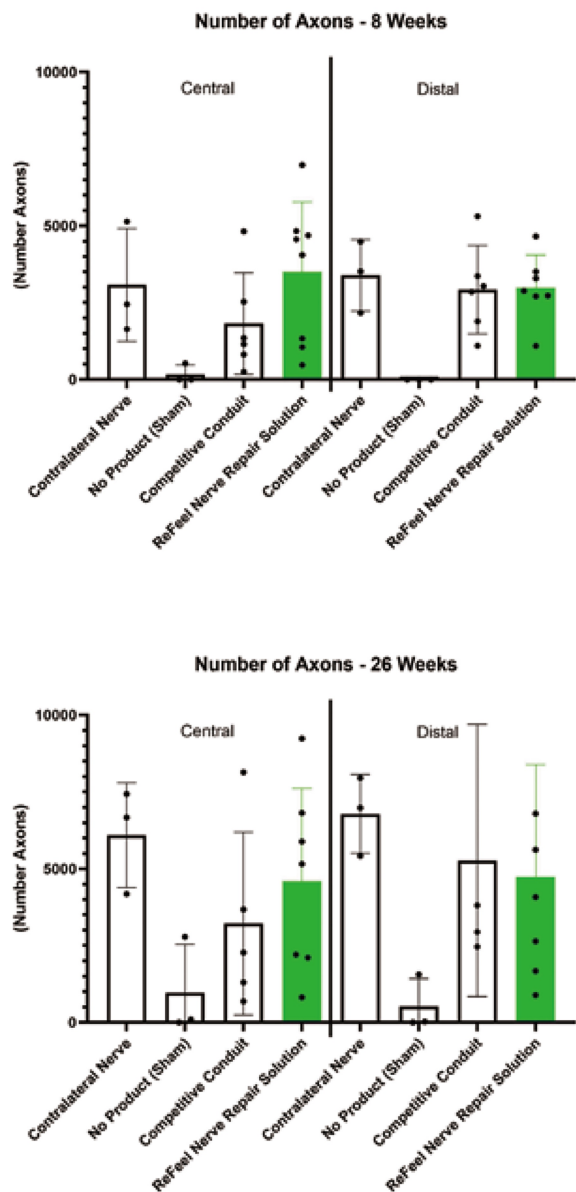 Number of Axons - 8 Weeks
Central
Distal
(Number Axons)
10000
5000
0
Contralateral Nerve
No Product (Sham)
Competitive Conduit
ReFeel Nerve Repair Solution
Contralateral Nerve
No Product (Sham)
Competitive Conduit
ReFeel Nerve Repair Solution
Number of Axons - 26 Weeks
Central
Distal
(Number Axons)
10000
5000
0
Contralateral Nerve
No Product (Sham)
Competitive Conduit
ReFeel Nerve Repair Solution
Contralateral Nerve
No Product (Sham)
Competitive Conduit
ReFeel Nerve Repair Solution